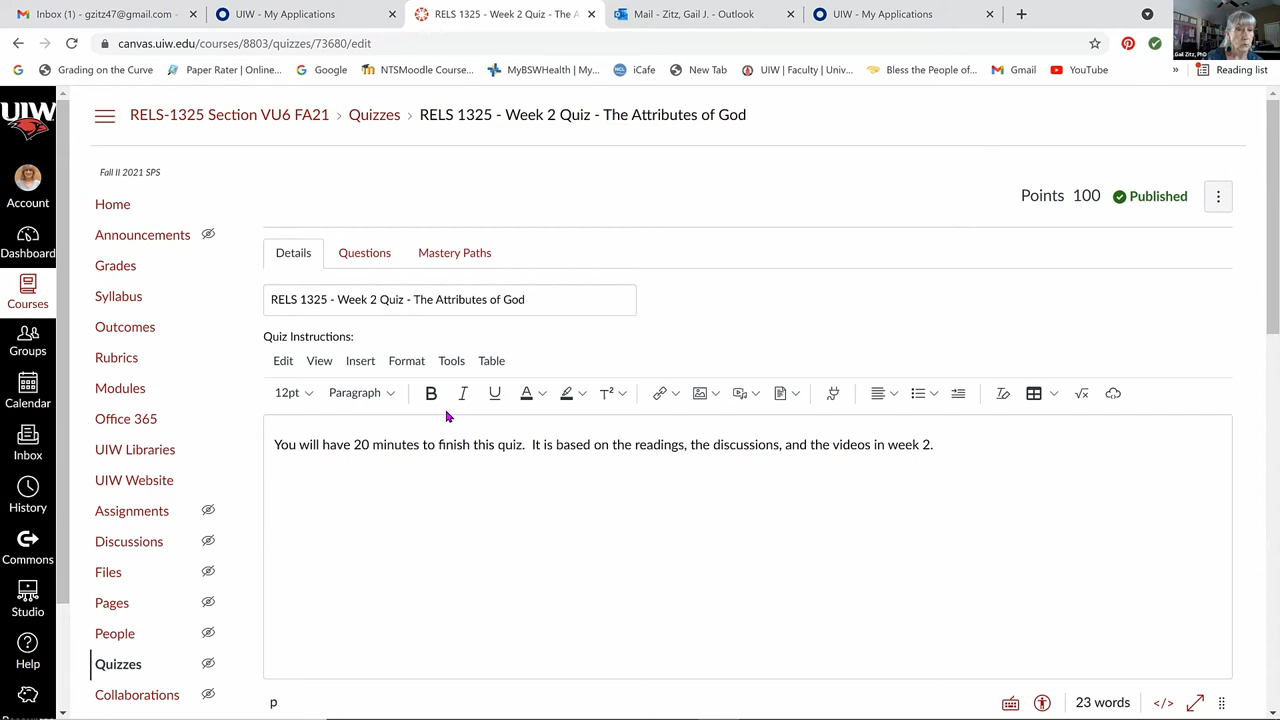 Inbox (1) - gzitz47@gmail.com
UIW - My Applications
RELS 1325 - Week 2 Quiz - The A
Mail - Zitz, Gail J. - Outlook
UIW - My Applications
canvas.uiw.edu/courses/8803/quizzes/73680/edit
Gail Zitz, PhD
Grading on the Curve
Paper Rater | Online...
Google
NTSMoodle Course...
MyBSWHealth | My...
iCafe
New Tab
UIW | Faculty | Univ...
Bless the people of...
Gmail
YouTube
»
Reading list
UIW
RELS-1325 Section VU6 FA21 › Quizzes › RELS 1325 - Week 2 Quiz - The Attributes of God
Fall II 2021 SPS
Account
Dashboard
Courses
Groups
Calendar
Inbox
History
Commons
Studio
Help
Home
Announcements
Grades
Syllabus
Outcomes
Rubrics
Modules
Office 365
UIW Libraries
UIW Website
Assignments
Discussions
Files
Pages
People
Quizzes
Collaborations
Points 100 Published
Details Questions Mastery Paths
RELS 1325 - Week 2 Quiz - The Attributes of God
Quiz Instructions:
Edit View Insert Format Tools Table
12pt Paragraph B I U A T²
You will have 20 minutes to finish this quiz.  It is based on the readings, the discussions, and the videos in week 2.
p
23 words </>